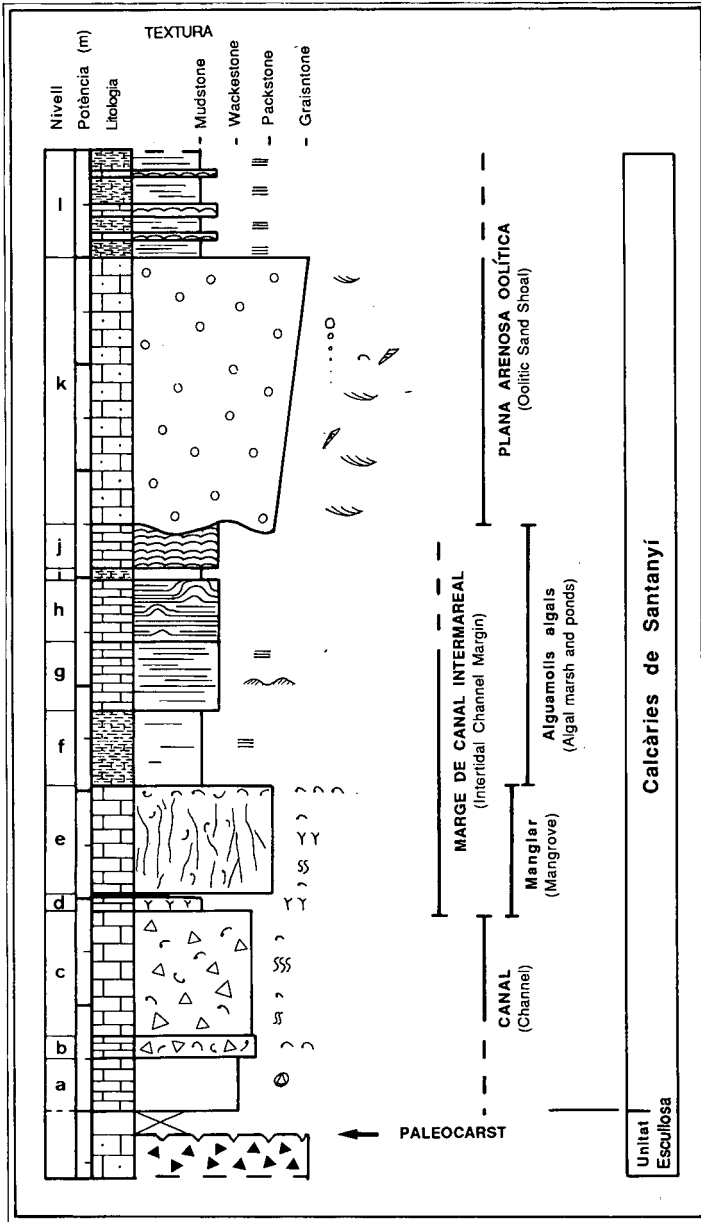 TEXTURA
Nivell
Potència (m)
Litologia
Mudstone
Wackestone
Packstone
Graisntone
l
k
j
i
h
g
f
e
d
c
b
a
PLANA ARENOSA OOLÍTICA
(Oolitic Sand Shoal)
MARGE DE CANAL INTERMAREAL
(Intertidal Channel Margin)
Alguamolls algals
(Algal marsh and ponds)
Manglar
(Mangrove)
CANAL
(Channel)
Calcàries de Santanyí
PALEOCARST
Unitat
Escullosa